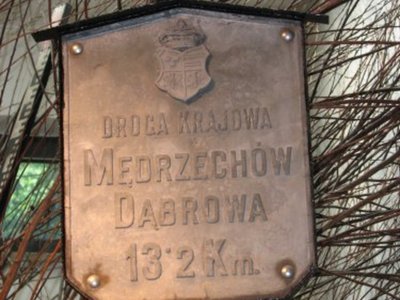 DROGA KRAJOWA
MĘDRZECHÓW
DĄBROWA
13·2 Km.